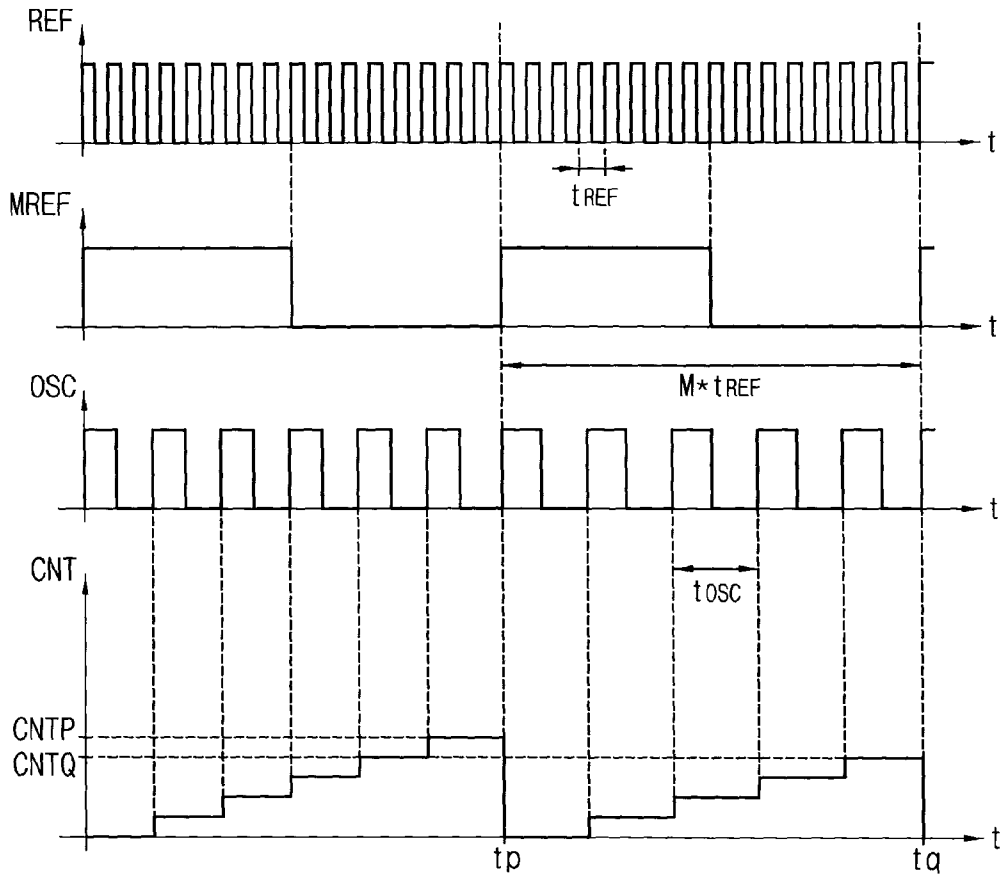 REF
t
tREF
MREF
t
M*tREF
OSC
t
CNT
tOSC
CNTP
CNTQ
t
tp
tq